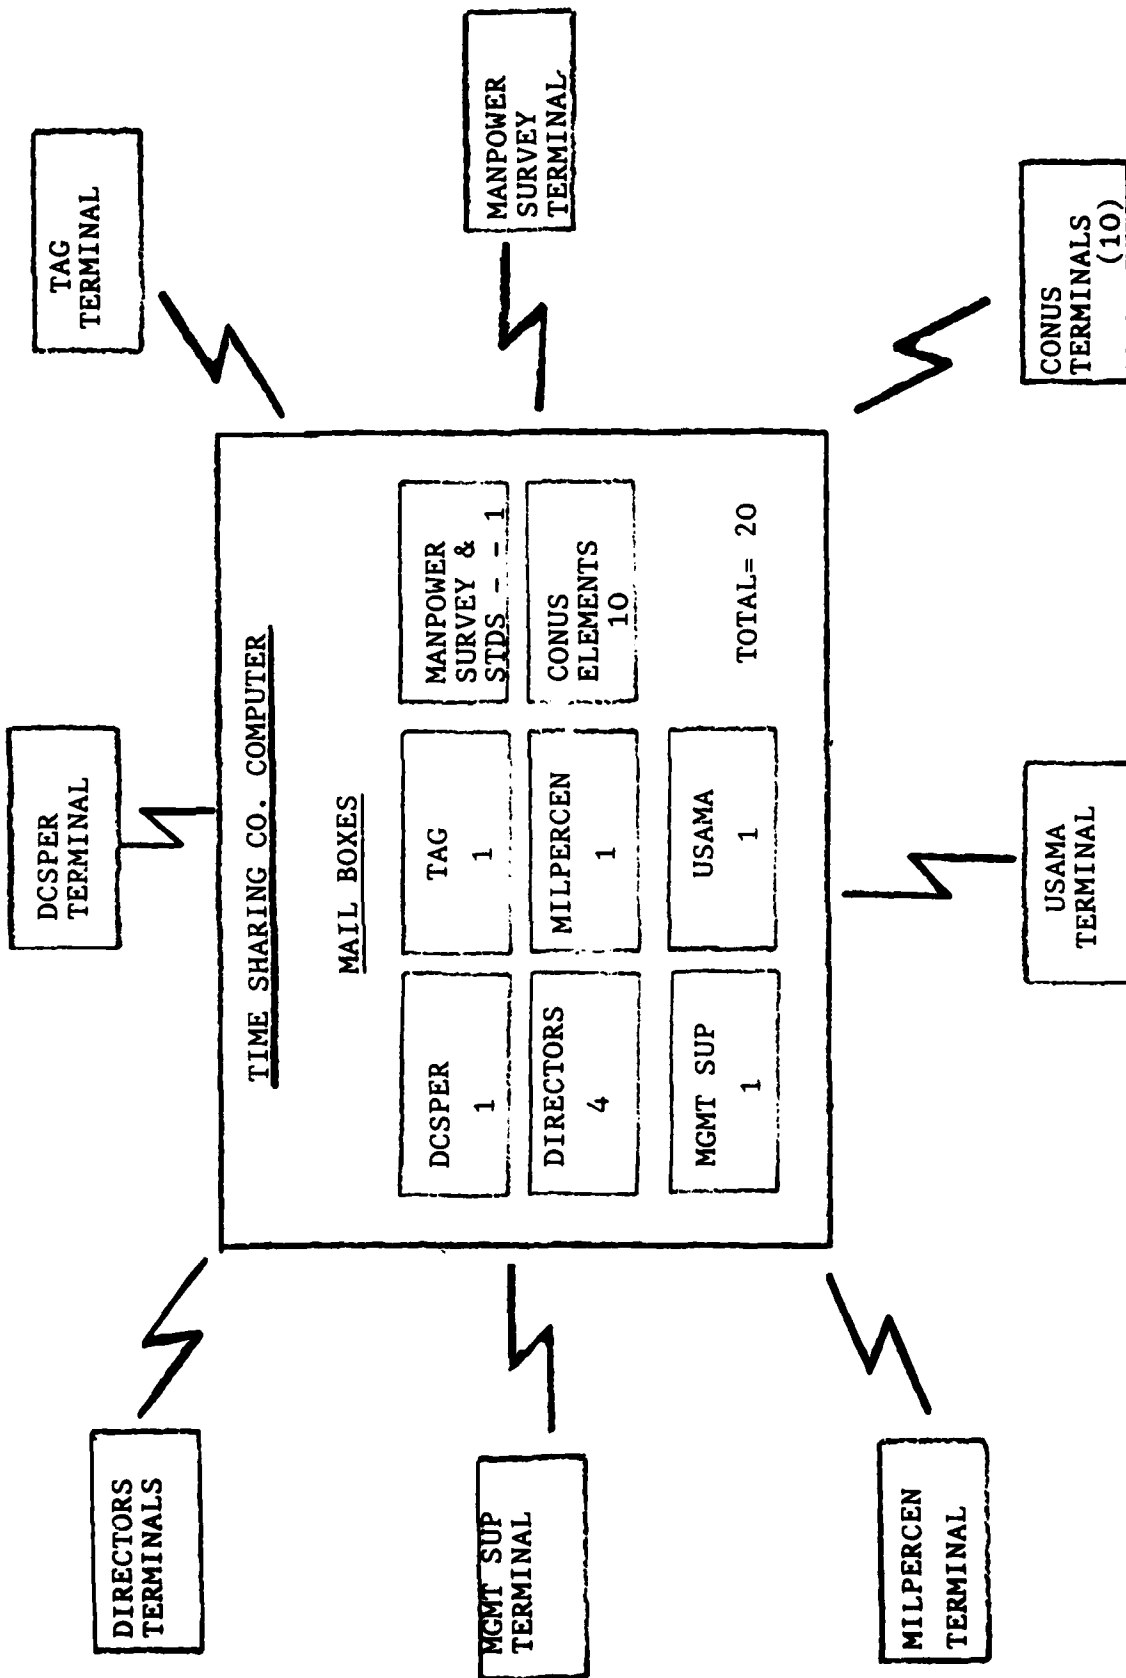 DIRECTORS
TERMINALS
DCSPER
TERMINAL
TAG
TERMINAL
MGMT SUP
TERMINAL
TIME SHARING CO. COMPUTER
MAIL BOXES
DCSPER
1
TAG
1
MANPOWER
SURVEY &
STDS - - 1
DIRECTORS
4
MILPERCEN
1
CONUS
ELEMENTS
10
MGMT SUP
1
USAMA
1
TOTAL= 20
MANPOWER
SURVEY
TERMINAL
MILPERCEN
TERMINAL
USAMA
TERMINAL
CONUS
TERMINALS
(10)